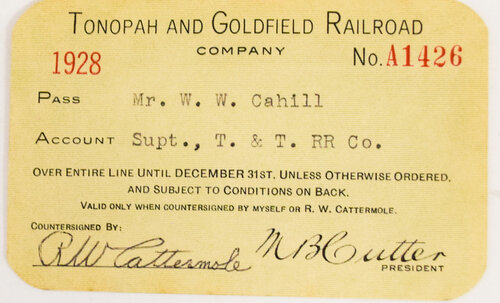 TONOPAH AND GOLDFIELD RAILROAD
COMPANY
1928 No. A1426
PASS Mr. W. W. Cahill
ACCOUNT Supt., T. & T. RR Co.
OVER ENTIRE LINE UNTIL DECEMBER 31ST, UNLESS OTHERWISE ORDERED,
AND SUBJECT TO CONDITIONS ON BACK.
VALID ONLY WHEN COUNTERSIGNED BY MYSELF OR R. W. CATTERMOLE.
COUNTERSIGNED BY:
RW Cattermole MBCutter
PRESIDENT